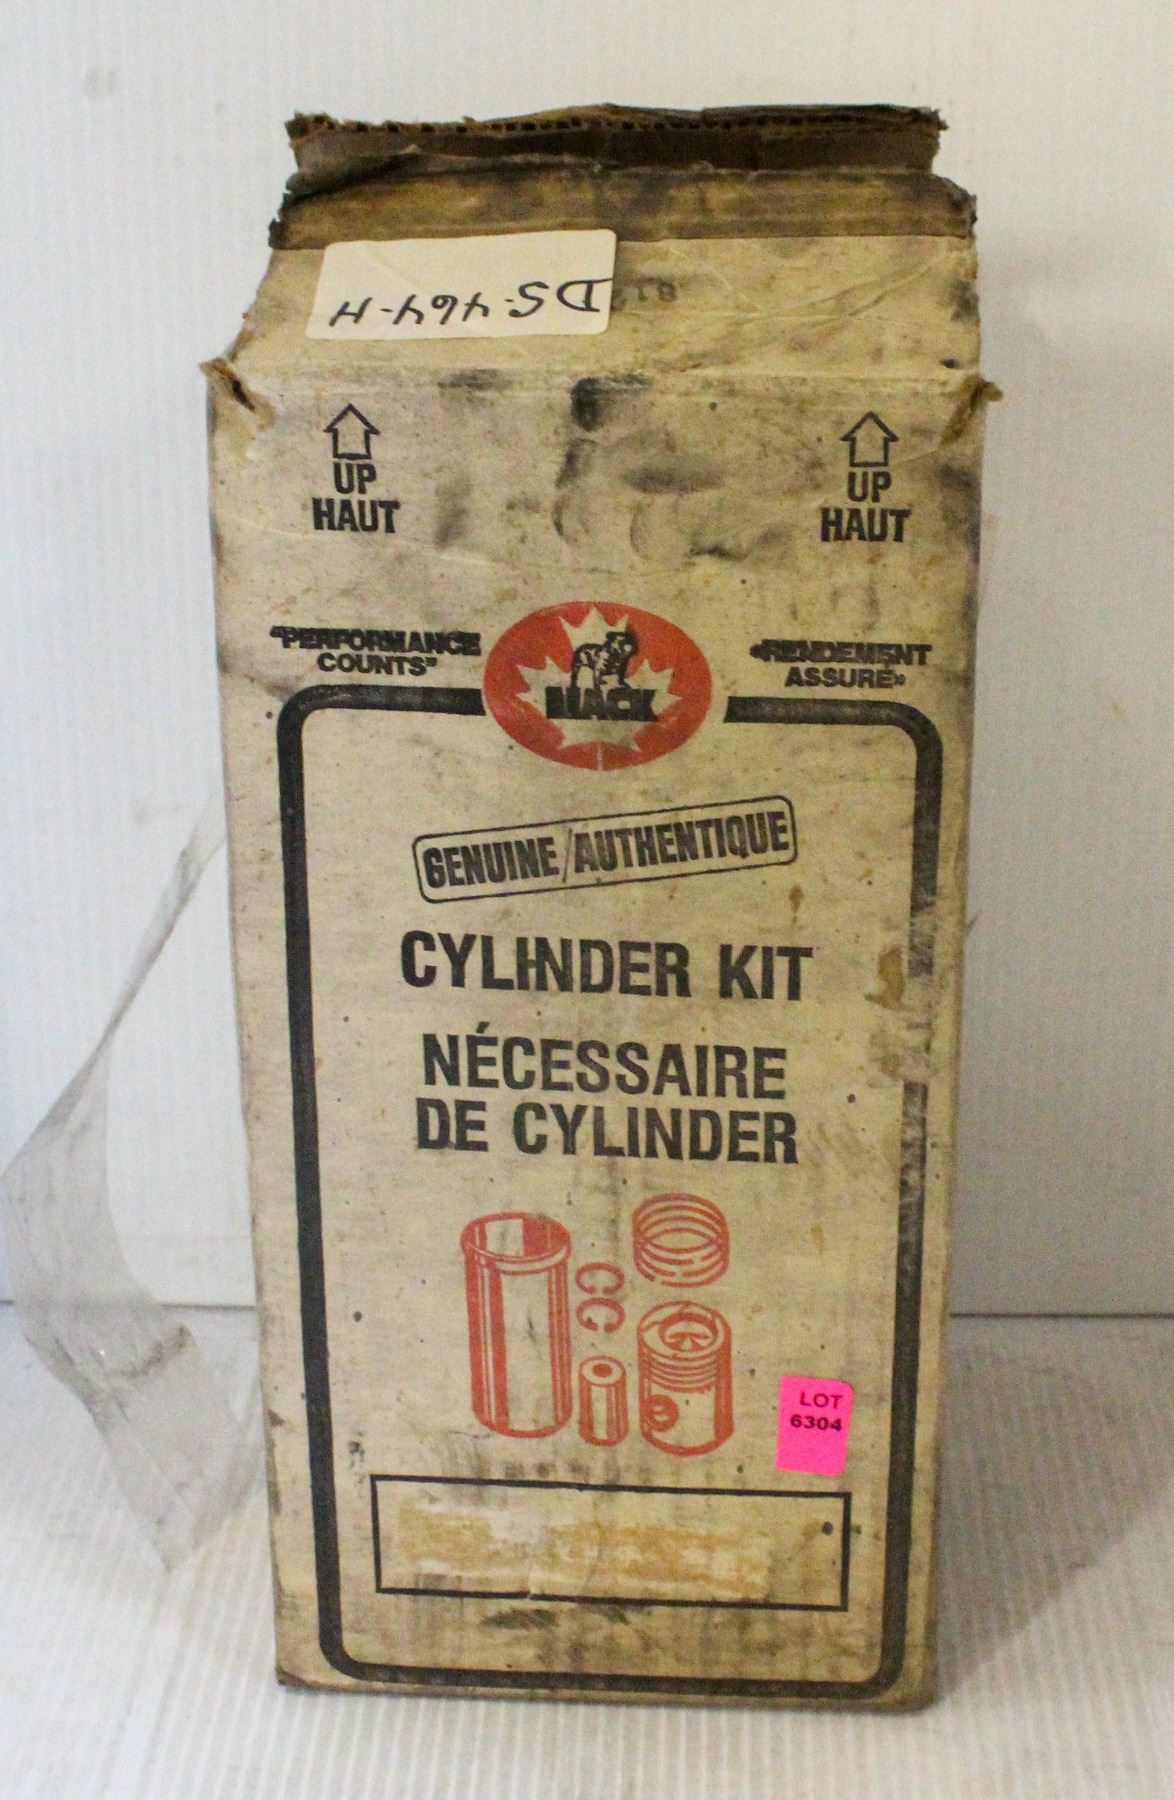 DS-464-H
UP
HAUT
UP
HAUT
"PERFORMANCE
COUNTS"
MACK
«RENDEMENT
ASSURÉ»
GENUINE/AUTHENTIQUE
CYLINDER KIT
NÉCESSAIRE
DE CYLINDER
LOT
6304